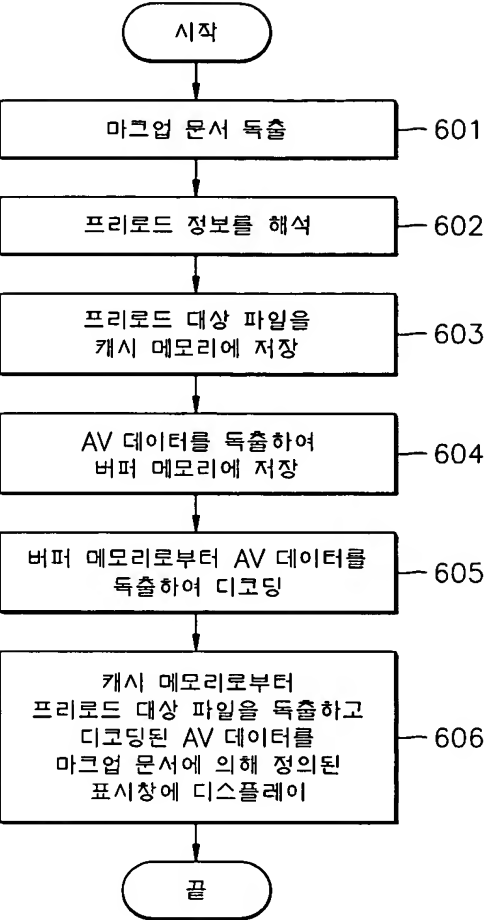 시작
마크업 문서 독출
601
프리로드 정보를 해석
602
프리로드 대상 파일을
캐시 메모리에 저장
603
AV 데이터를 독출하여
버퍼 메모리에 저장
604
버퍼 메모리로부터 AV 데이터를
독출하여 디코딩
605
캐시 메모리로부터
프리로드 대상 파일을 독출하고
디코딩된 AV 데이터를
마크업 문서에 의해 정의된
표시창에 디스플레이
606
끝